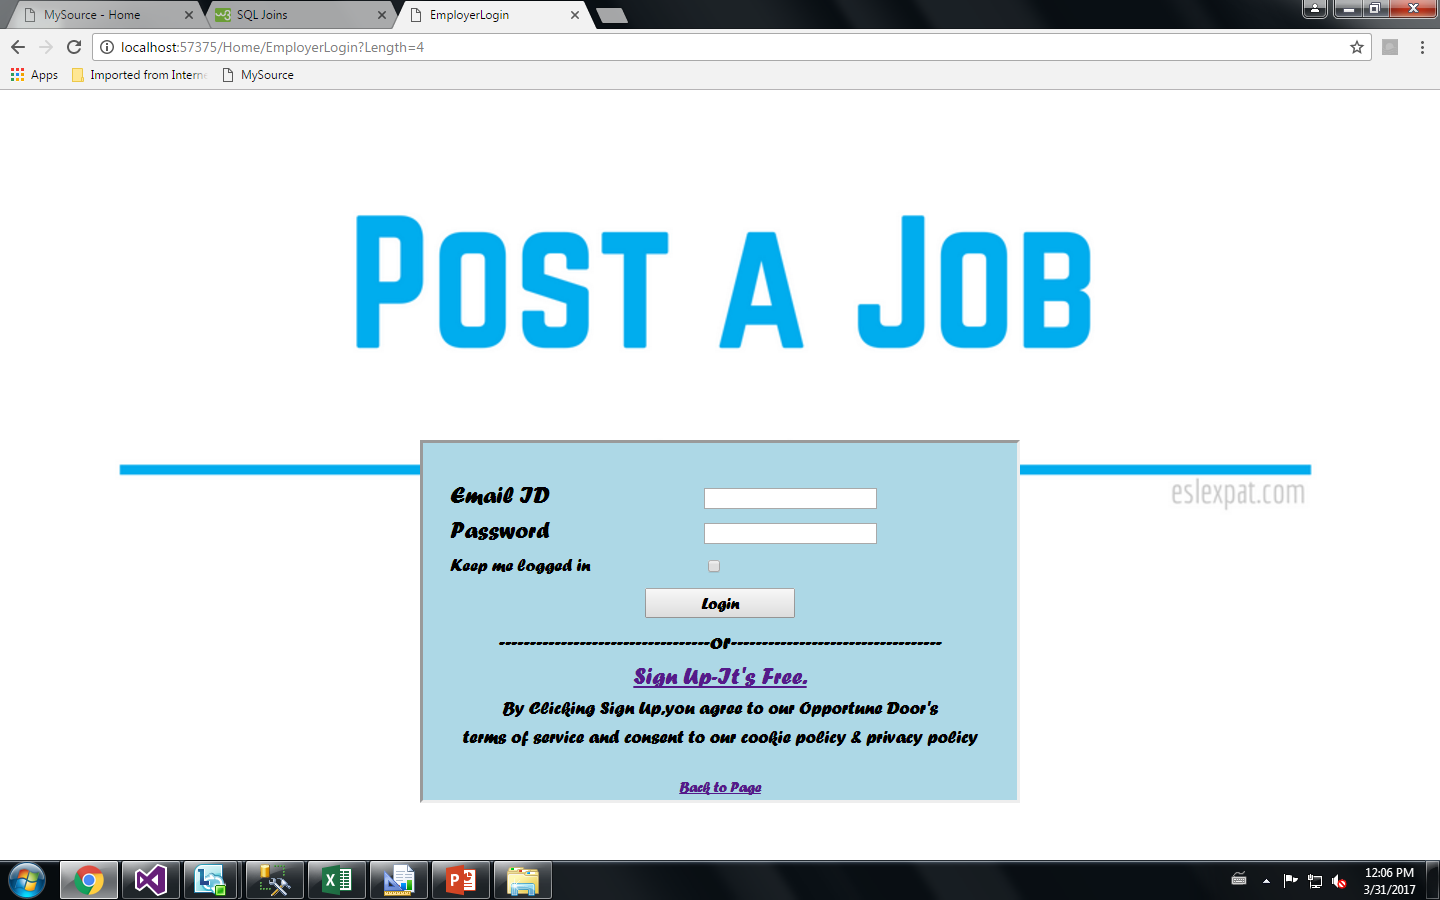 MySource - Home
SQL Joins
EmployerLogin
localhost:57375/Home/EmployerLogin?Length=4
Apps
Imported from Intern
MySource
POST A JOB
eslexpat.com
Email ID
Password
Keep me logged in
Login
----------------------------------or----------------------------------
Sign Up-It's Free.
By Clicking Sign Up,you agree to our Opportune Door's
terms of service and consent to our cookie policy & privacy policy
Back to Page
12:06 PM
3/31/2017